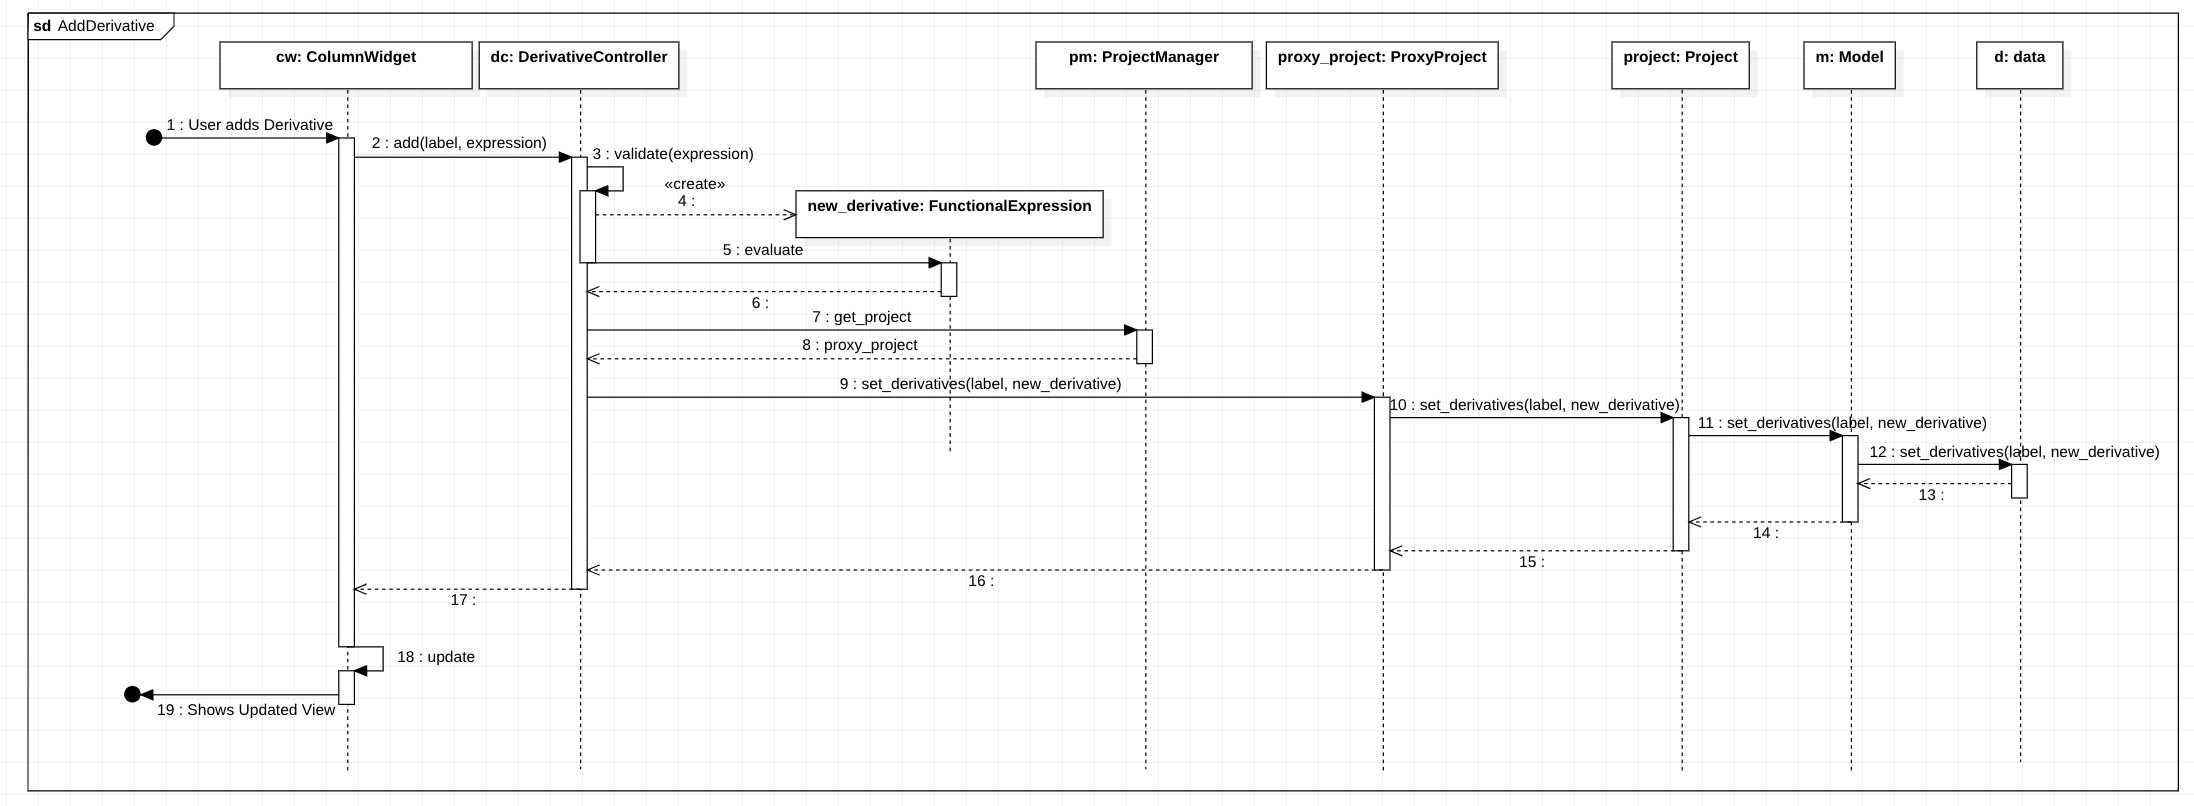 sd AddDerivative
cw: ColumnWidget
dc: DerivativeController
pm: ProjectManager
proxy_project: ProxyProject
project: Project
m: Model
d: data
1 : User adds Derivative
2 : add(label, expression)
3 : validate(expression)
«create»
4 :
new_derivative: FunctionalExpression
5 : evaluate
6 :
7 : get_project
8 : proxy_project
9 : set_derivatives(label, new_derivative)
10 : set_derivatives(label, new_derivative)
11 : set_derivatives(label, new_derivative)
12 : set_derivatives(label, new_derivative)
13 :
14 :
15 :
16 :
17 :
18 : update
19 : Shows Updated View